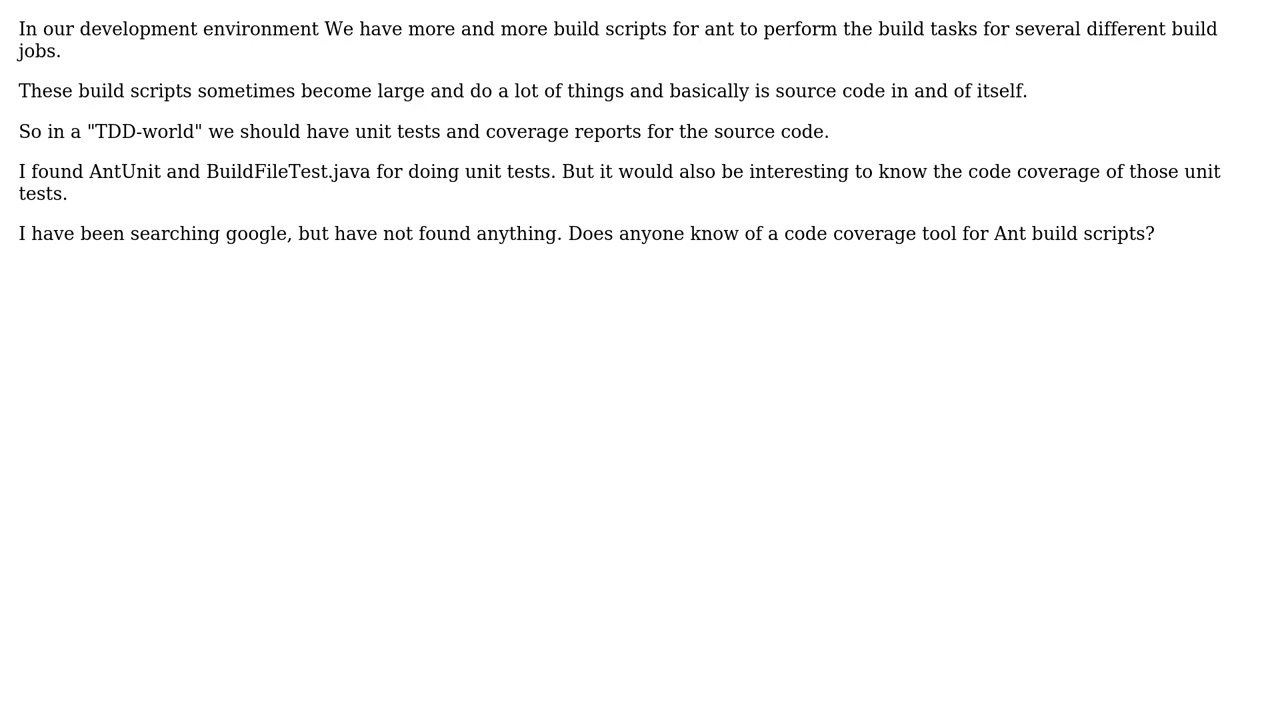 In our development environment We have more and more build scripts for ant to perform the build tasks for several different build
jobs.
These build scripts sometimes become large and do a lot of things and basically is source code in and of itself.
So in a "TDD-world" we should have unit tests and coverage reports for the source code.
I found AntUnit and BuildFileTest.java for doing unit tests. But it would also be interesting to know the code coverage of those unit
tests.
I have been searching google, but have not found anything. Does anyone know of a code coverage tool for Ant build scripts?